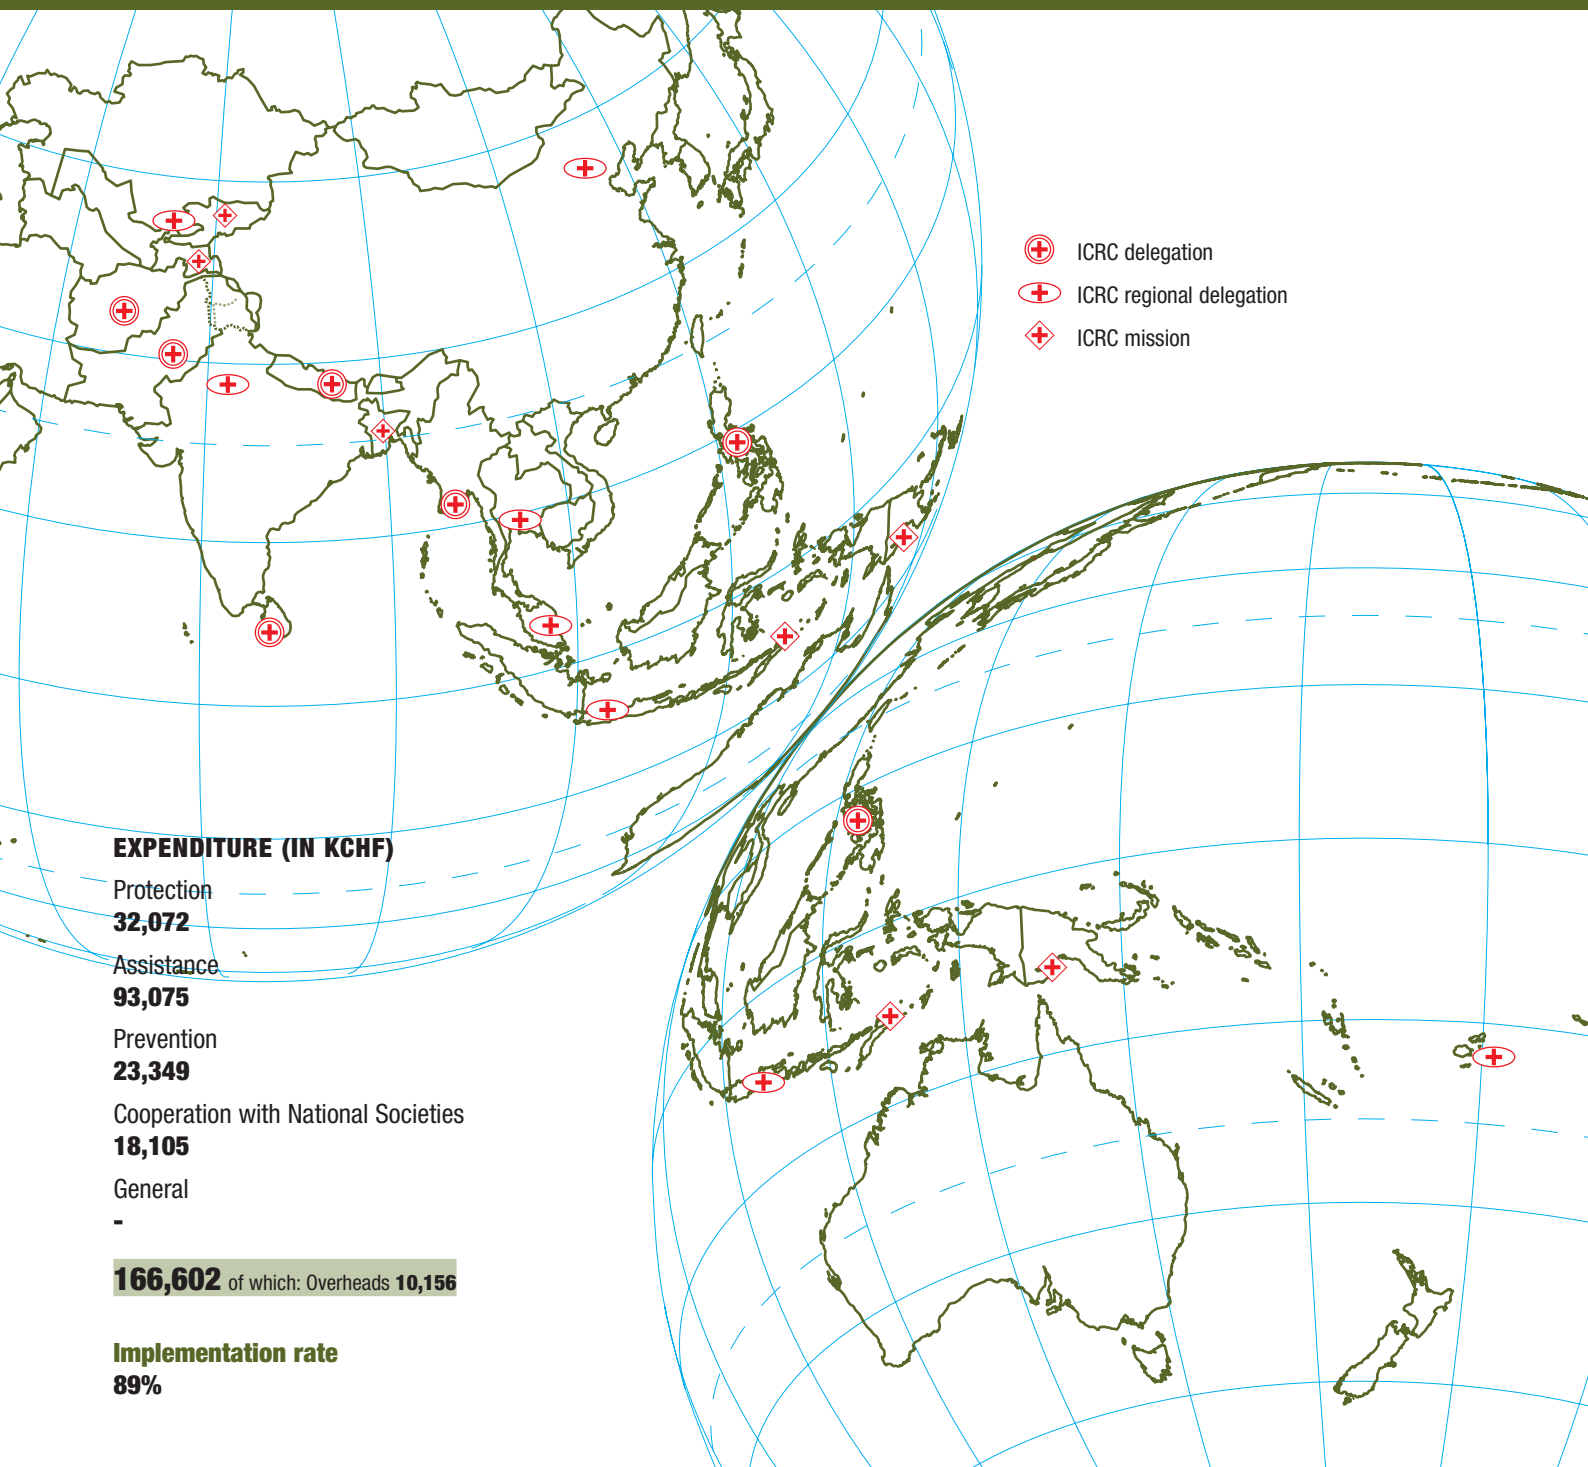 ICRC delegation
ICRC regional delegation
ICRC mission
EXPENDITURE (IN KCHF)
Protection
32,072
Assistance
93,075
Prevention
23,349
Cooperation with National Societies
18,105
General
-
166,602 of which: Overheads 10,156
Implementation rate
89%